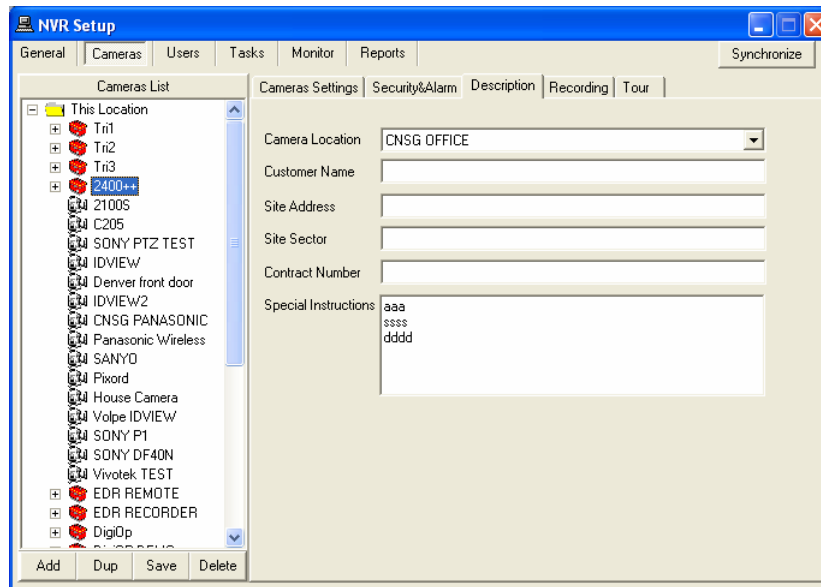 NVR Setup
General Cameras Users Tasks Monitor Reports Synchronize
Cameras List
Cameras Settings Security&Alarm Description Recording Tour
This Location
Tri1
Tri2
Tri3
2400++
2100S
C205
SONY PTZ TEST
IDVIEW
Denver front door
IDVIEW2
CNSG PANASONIC
Panasonic Wireless
SANYO
Pixord
House Camera
Volpe IDVIEW
SONY P1
SONY DF40N
Vivotek TEST
EDR REMOTE
EDR RECORDER
DigiOp
Add Dup Save Delete
Camera Location CNSG OFFICE
Customer Name
Site Address
Site Sector
Contract Number
Special Instructions aaa
ssss
dddd